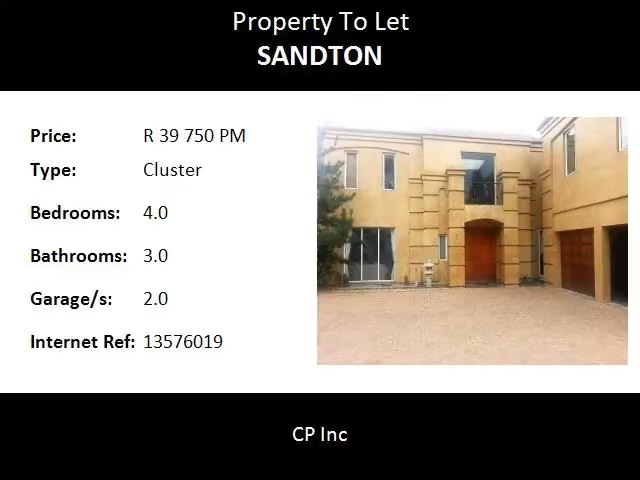 Property To Let
SANDTON
Price: R 39 750 PM
Type: Cluster
Bedrooms: 4.0
Bathrooms: 3.0
Garage/s: 2.0
Internet Ref: 13576019
CP Inc